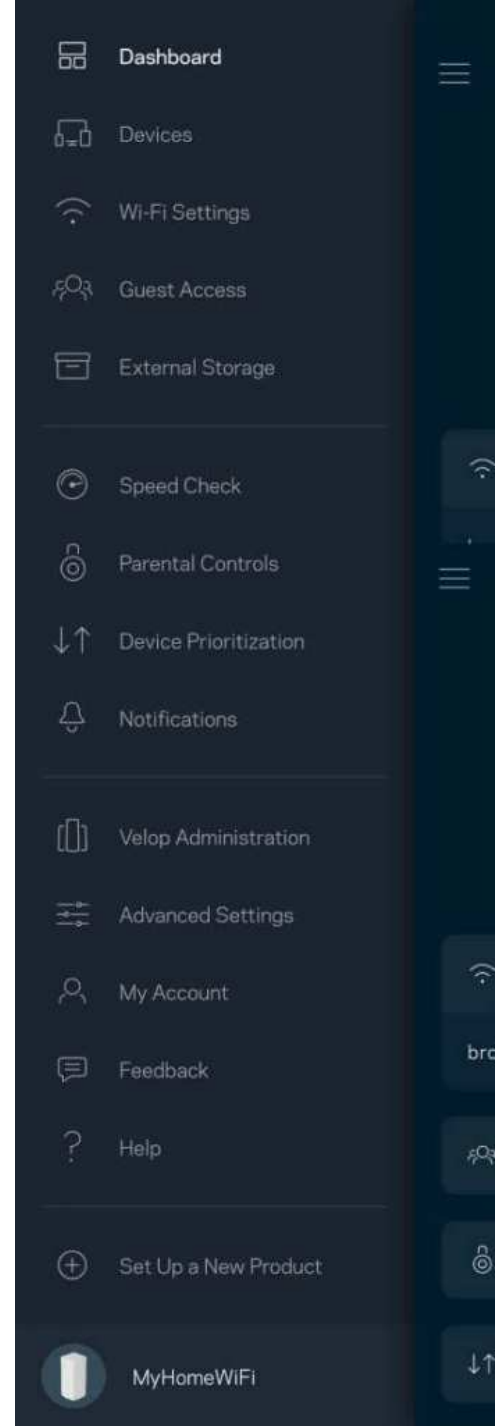 Dashboard
Devices
Wi-Fi Settings
Guest Access
External Storage
Speed Check
Parental Controls
Device Prioritization
Notifications
Velop Administration
Advanced Settings
My Account
Feedback
Help
Set Up a New Product
MyHomeWiFi
bro